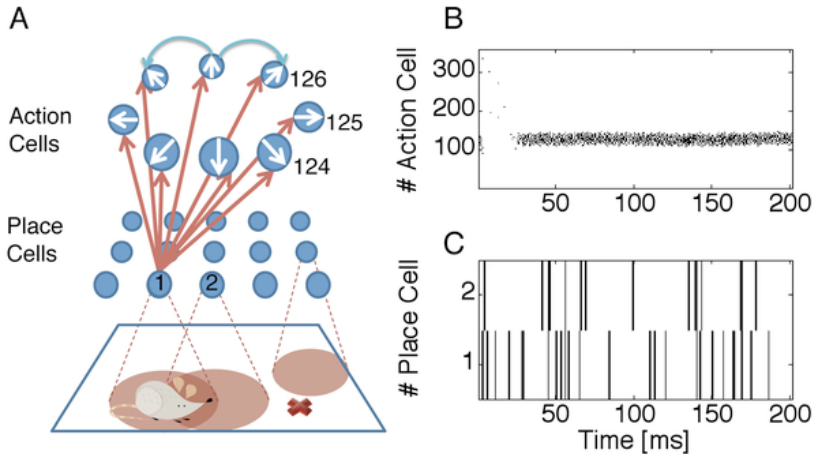 A
126
Action
Cells
125
124
Place
Cells
1
2
B
# Action Cell
300
200
100
50
100
150
200
C
# Place Cell
2
1
50
100
150
200
Time [ms]